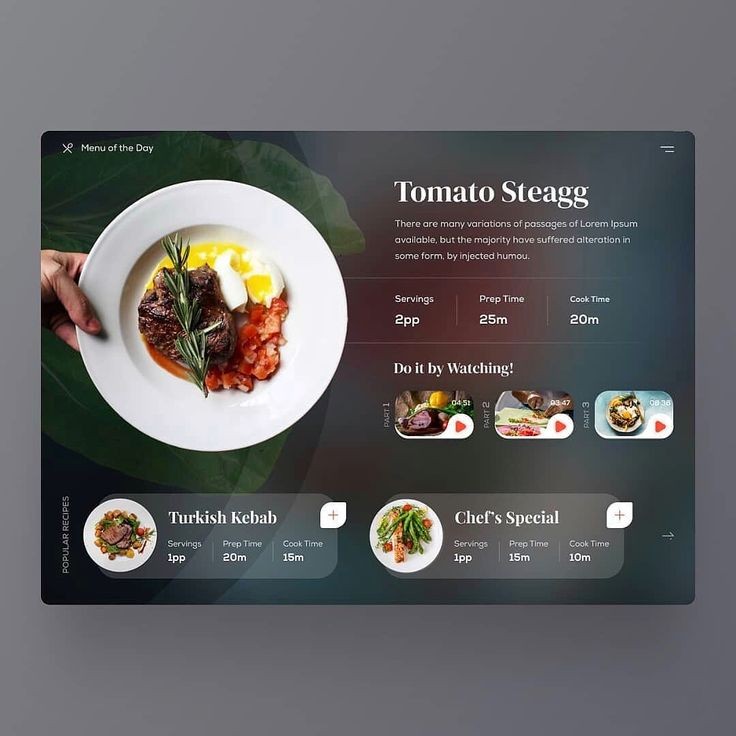 Menu of the Day
Tomato Steagg
There are many variations of passages of Lorem Ipsum
available, but the majority have suffered alteration in
some form, by injected humou.
Servings
2pp
Prep Time
25m
Cook Time
20m
Do it by Watching!
PART 1
04:51
PART 2
03:47
PART 3
08:36
POPULAR RECIPES
Turkish Kebab
Servings
1pp
Prep Time
20m
Cook Time
15m
Chef's Special
Servings
1pp
Prep Time
15m
Cook Time
10m